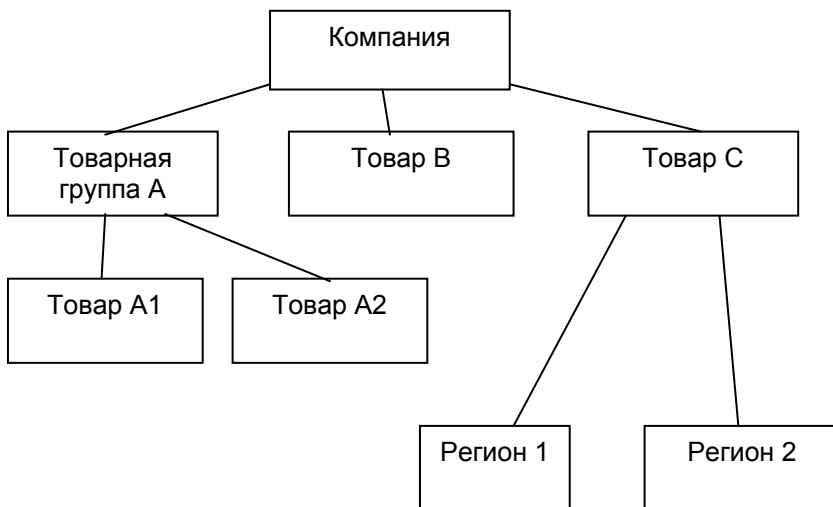 Компания
Товарная
группа А
Товар В
Товар С
Товар А1
Товар А2
Регион 1
Регион 2